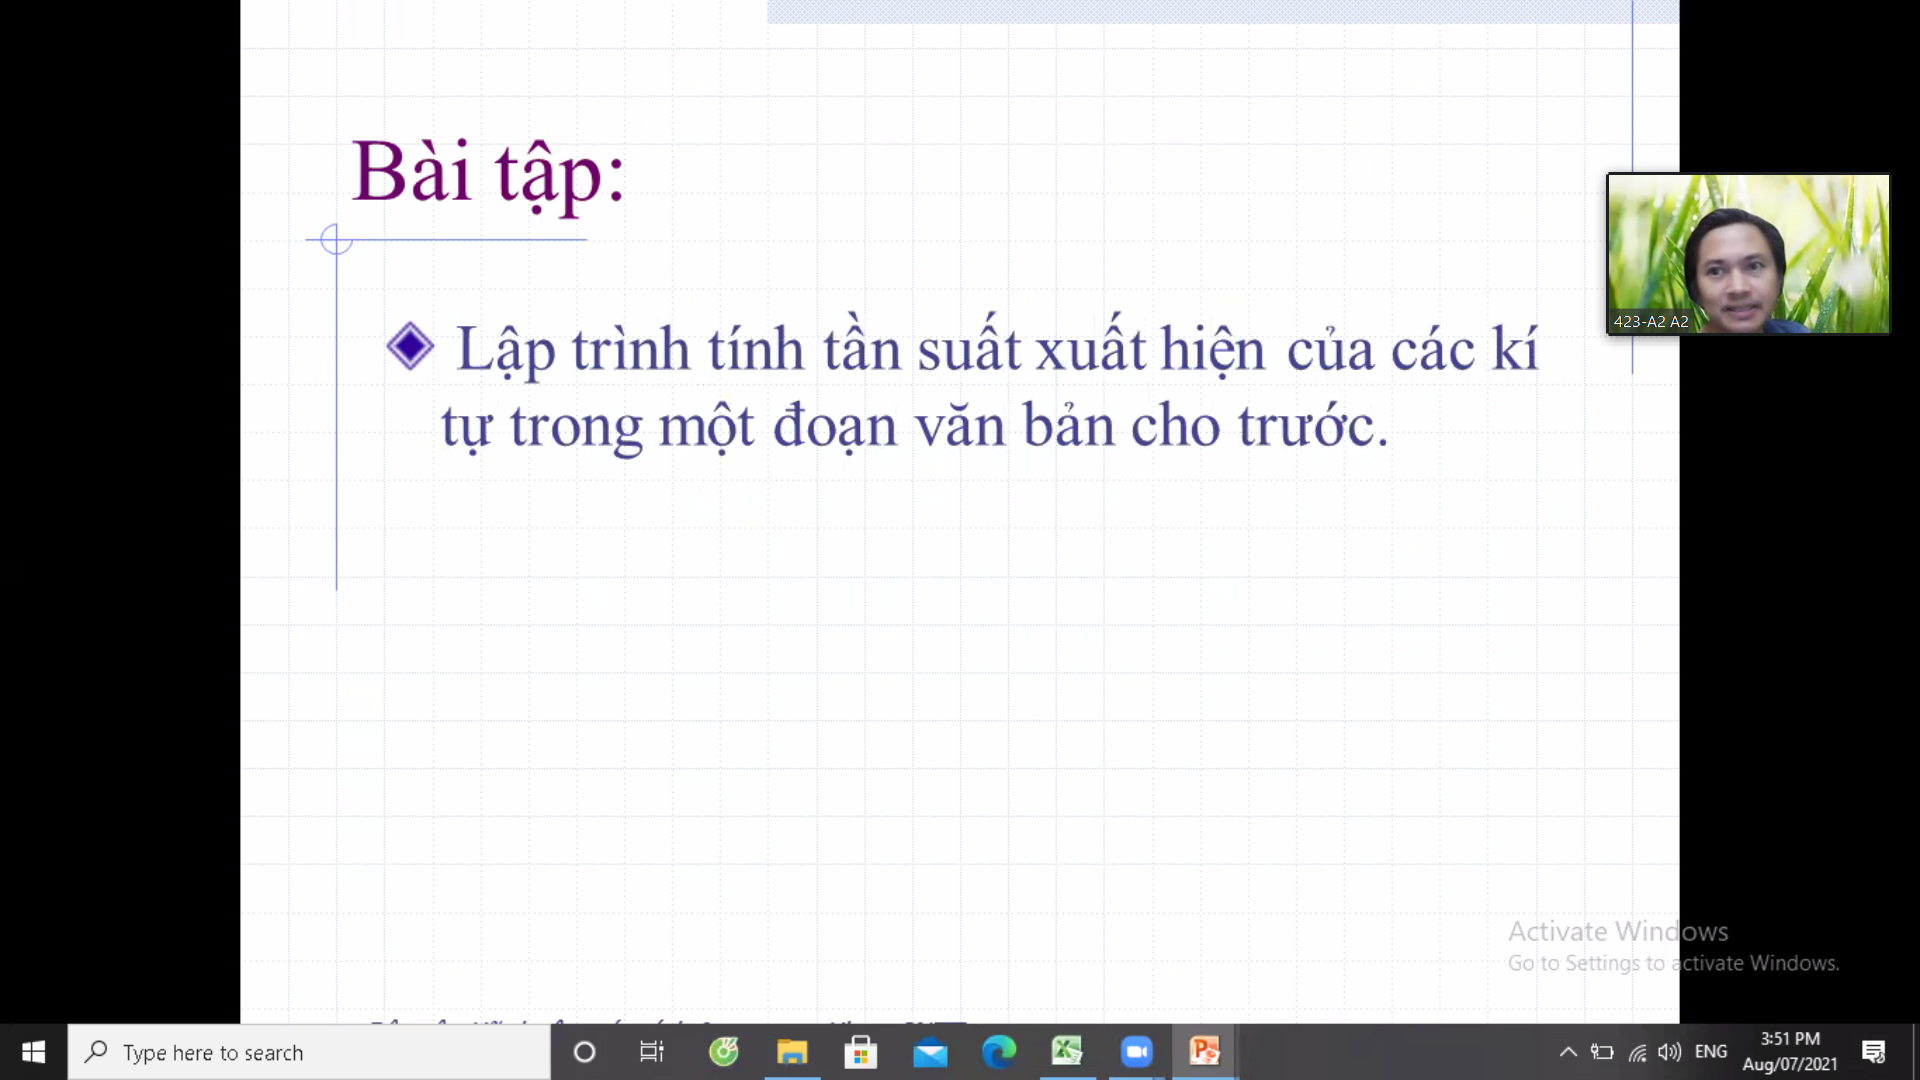 Bài tập:
Lập trình tính tần suất xuất hiện của các kí
tự trong một đoạn văn bản cho trước.
423-A2 A2
Activate Windows
Go to Settings to activate Windows.
Type here to search
ENG
3:51 PM
Aug/07/2021